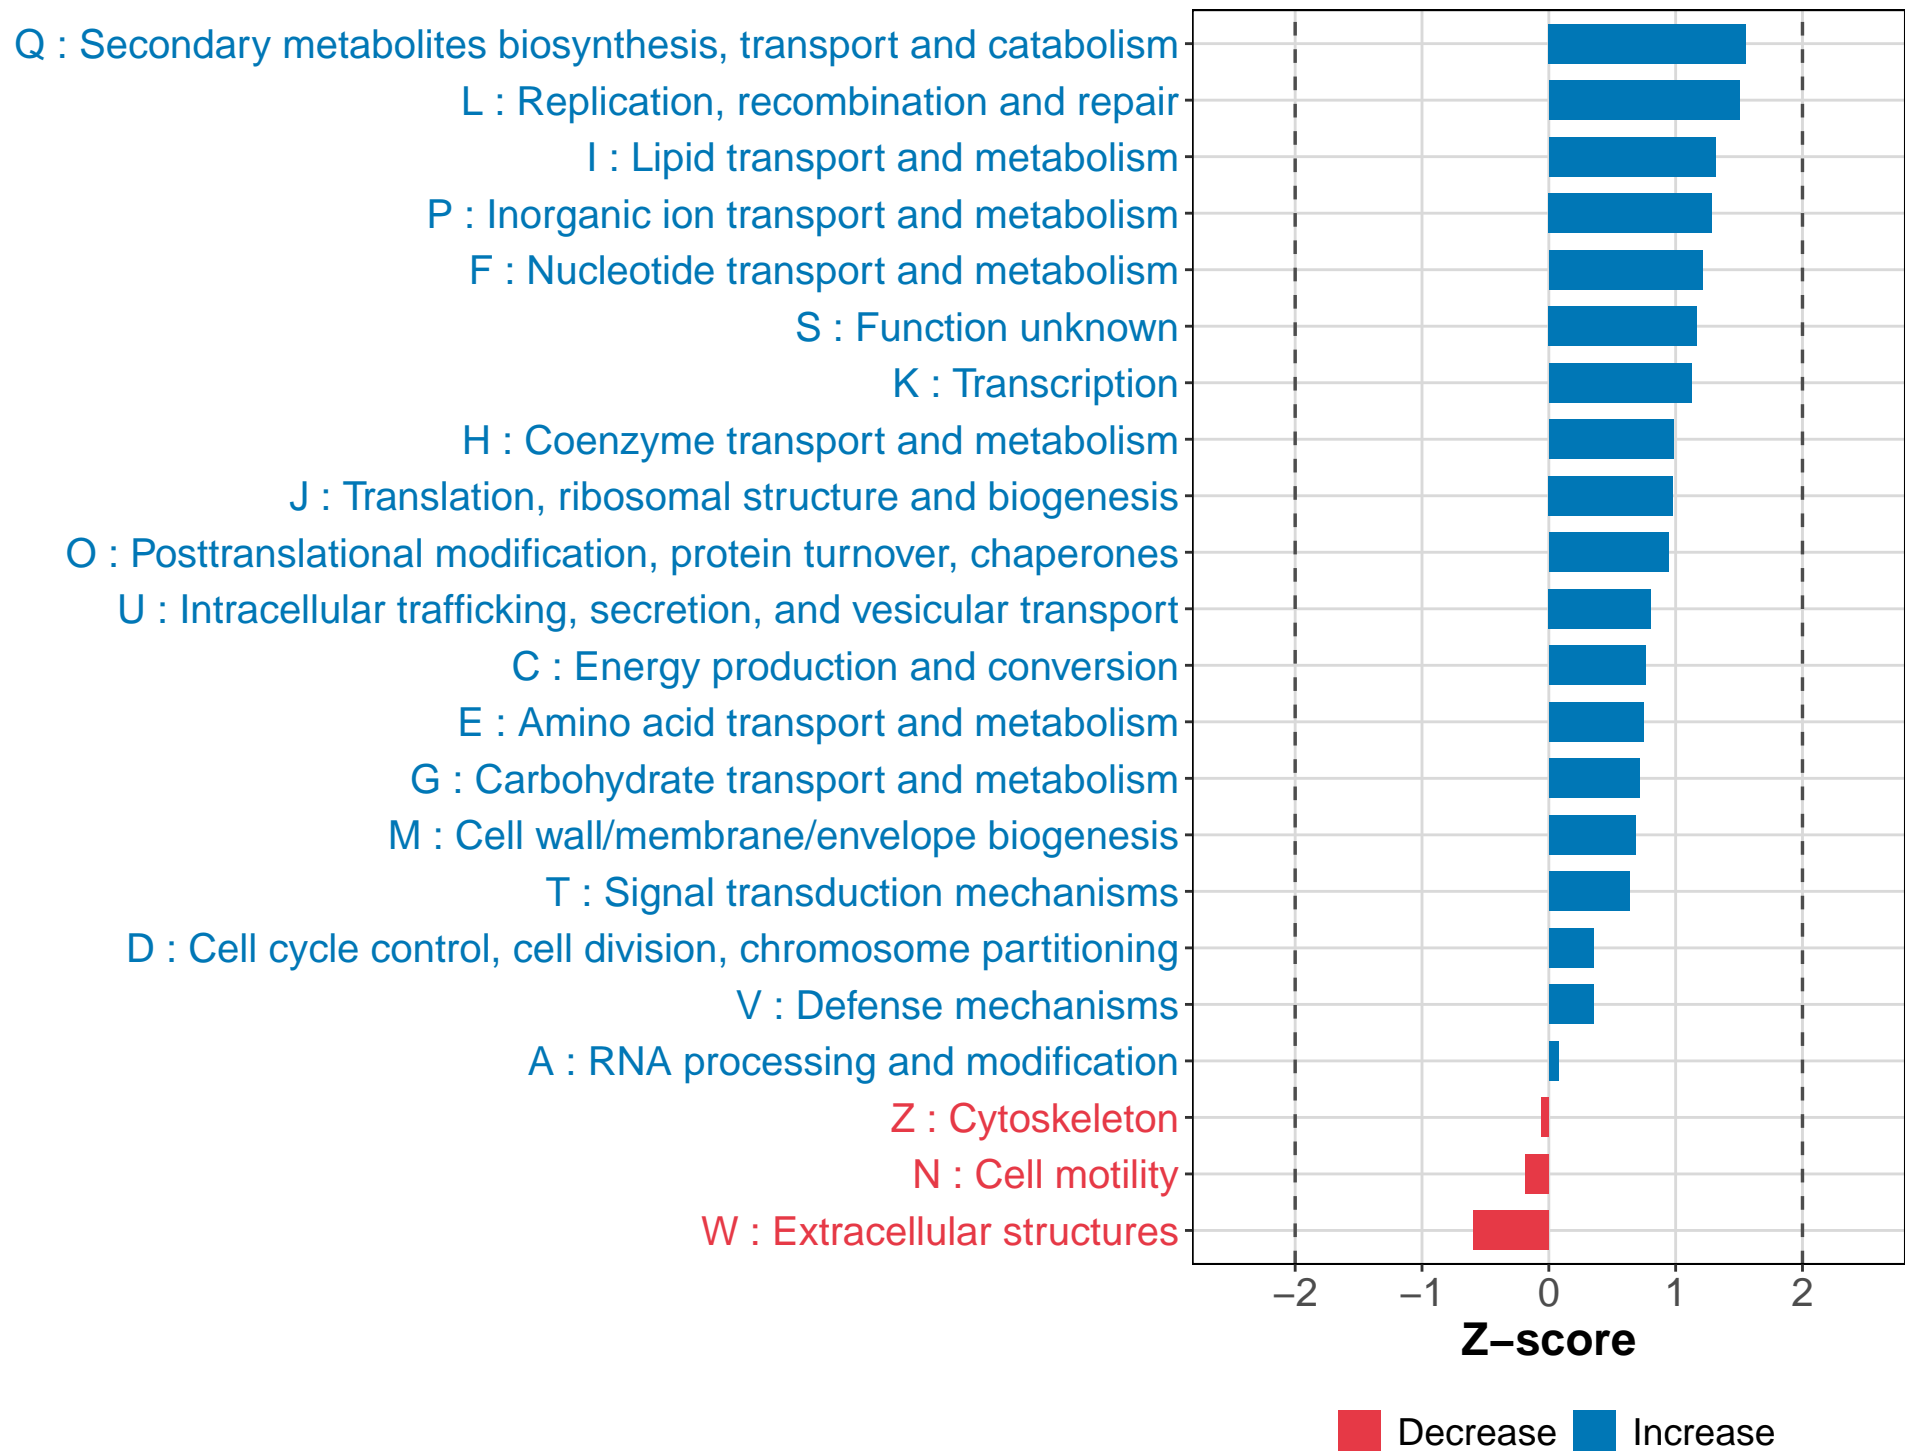 Q : Secondary metabolites biosynthesis, transport and catabolism
L : Replication, recombination and repair
I : Lipid transport and metabolism
P : Inorganic ion transport and metabolism
F : Nucleotide transport and metabolism
S : Function unknown
K : Transcription
H : Coenzyme transport and metabolism
J : Translation, ribosomal structure and biogenesis
O : Posttranslational modification, protein turnover, chaperones
U : Intracellular trafficking, secretion, and vesicular transport
C : Energy production and conversion
E : Amino acid transport and metabolism
G : Carbohydrate transport and metabolism
M : Cell wall/membrane/envelope biogenesis
T : Signal transduction mechanisms
D : Cell cycle control, cell division, chromosome partitioning
V : Defense mechanisms
A : RNA processing and modification
Z : Cytoskeleton
N : Cell motility
W : Extracellular structures
−2 −1 0 1 2
Z−score
Decrease Increase